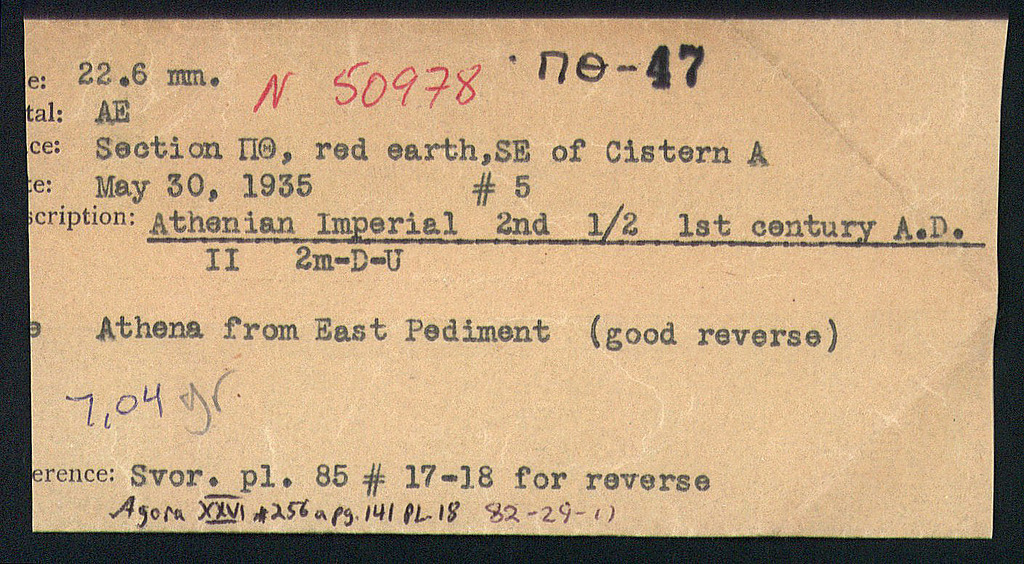 e: 22.6 mm. N 50978 · ΠΘ-47
tal: AE
ce: Section ΠΘ, red earth,SE of Cistern A
te: May 30, 1935 # 5
scription: Athenian Imperial 2nd 1/2 1st century A.D.
II 2m-D-U
e Athena from East Pediment (good reverse)
7,04 gr
erence: Svor. pl. 85 # 17-18 for reverse
Agora XXVI #256 a pg. 141 PL 18 82-29-11